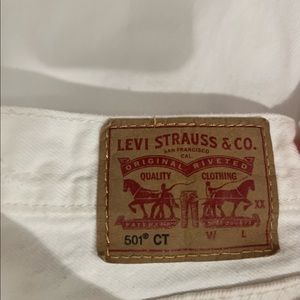 LEVI STRAUSS & CO.
SAN FRANCISCO
CAL.
ORIGINAL RIVETED
QUALITY CLOTHING
XX
501® CT W L